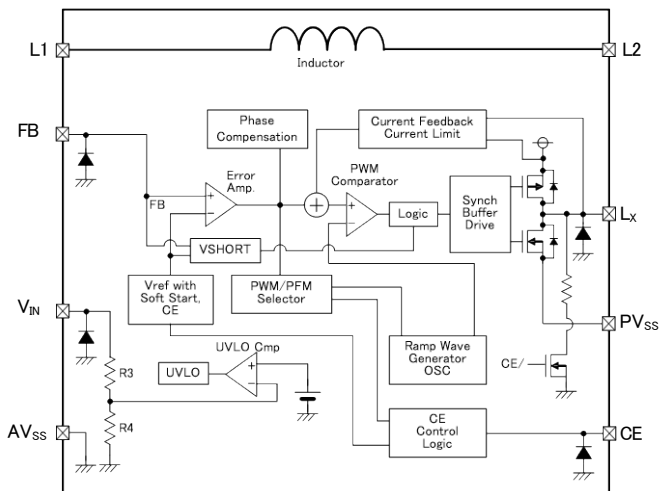 L1
L2
Inductor
FB
Phase
Compensation
Current Feedback
Current Limit
Error
Amp.
PWM
Comparator
FB
+
−
+
+
−
Logic
Synch
Buffer
Drive
LX
VSHORT
Vref with
Soft Start,
CE
PWM/PFM
Selector
VIN
PVSS
R3
UVLO Cmp
UVLO
+
−
Ramp Wave
Generator
OSC
CE/
R4
AVSS
CE
Control
Logic
CE